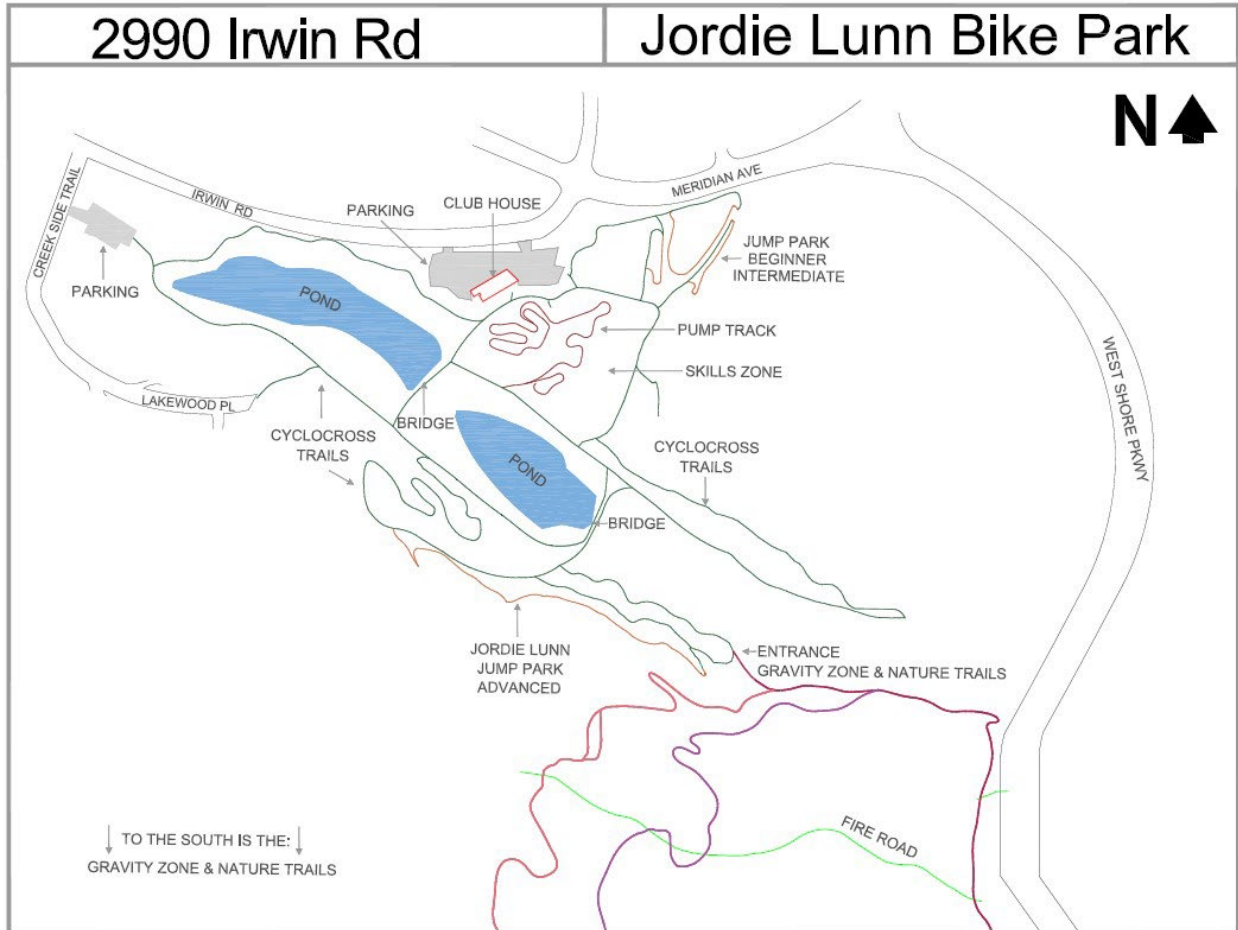 2990 Irwin Rd
Jordie Lunn Bike Park
N
MERIDIAN AVE
CREEK SIDE TRAIL
IRWIN RD
PARKING
CLUB HOUSE
JUMP PARK
BEGINNER
INTERMEDIATE
PARKING
POND
PUMP TRACK
SKILLS ZONE
WEST SHORE PKWY
LAKEWOOD PL
BRIDGE
CYCLOCROSS
TRAILS
CYCLOCROSS
TRAILS
POND
BRIDGE
JORDIE LUNN
JUMP PARK
ADVANCED
ENTRANCE
GRAVITY ZONE & NATURE TRAILS
FIRE ROAD
TO THE SOUTH IS THE:
GRAVITY ZONE & NATURE TRAILS